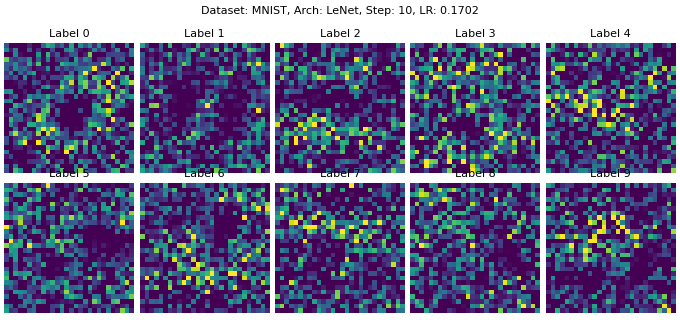 Dataset: MNIST, Arch: LeNet, Step: 10, LR: 0.1702
Label 0 Label 1 Label 2 Label 3 Label 4
Label 5 Label 6 Label 7 Label 8 Label 9